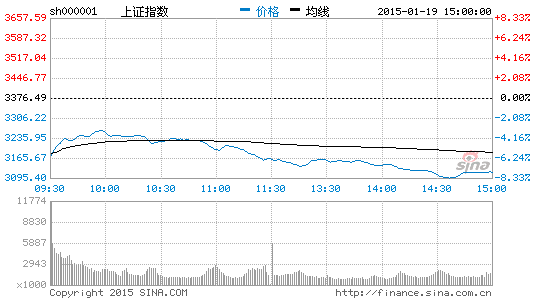 sh000001 上证指数 价格 均线 2015-01-19 15:00:00
3657.59 8.33%
3587.31 6.24%
3517.04 4.16%
3446.77 2.08%
3376.49 0.00%
3306.22 -2.08%
3235.95 -4.16%
3165.67 -6.24%
sina
3095.40 -8.33%
09:30 10:00 10:30 11:00 11:30 13:30 14:00 14:30 15:00
11774
8830
5887
2943
x1000
Copyright 2015 SINA.COM http://finance.sina.com.cn